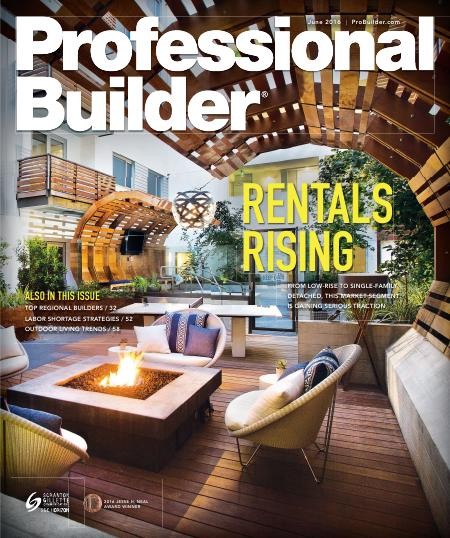 June 2016 | ProBuilder.com
Professional
Builder®
RENTALS
RISING
FROM LOW-RISE TO SINGLE-FAMILY
DETACHED, THIS MARKET SEGMENT
IS GAINING SERIOUS TRACTION
ALSO IN THIS ISSUE
TOP REGIONAL BUILDERS / 32
LABOR SHORTAGE STRATEGIES / 52
OUTDOOR LIVING TRENDS / 58
SCRANTON
GILLETTE
SGC HORIZON
2016 JESSE H. NEAL
AWARD WINNER